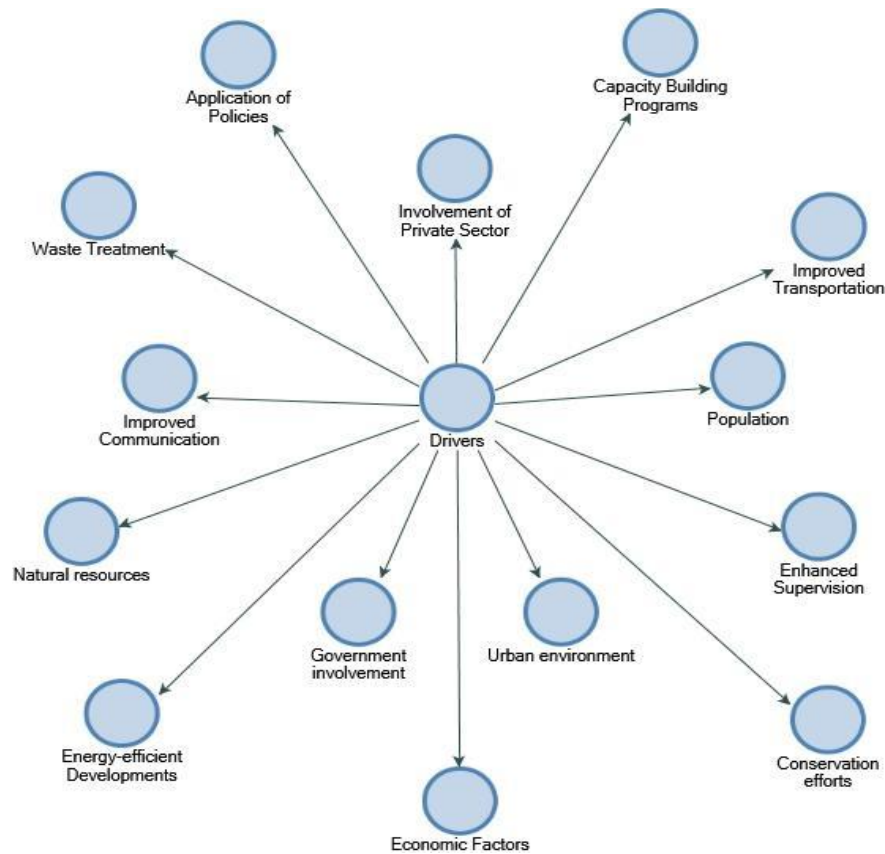 Application of
Policies
Capacity Building
Programs
Involvement of
Private Sector
Waste Treatment
Improved
Transportation
Improved
Communication
Drivers
Population
Natural resources
Enhanced
Supervision
Government
involvement
Urban environment
Energy-efficient
Developments
Conservation
efforts
Economic Factors